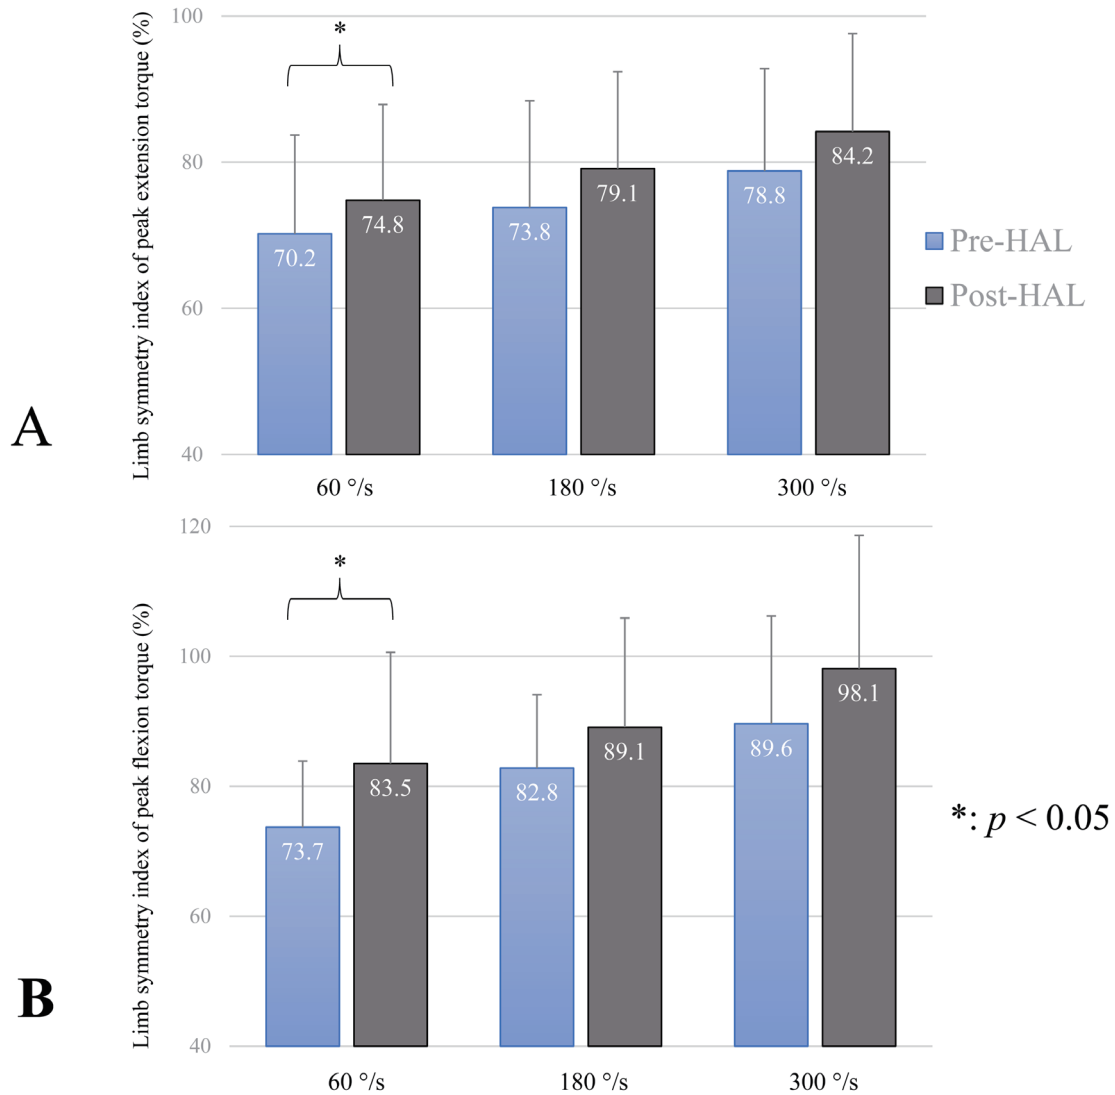 Limb symmetry index of peak extension torque (%)
100
80
60
40
*
70.2
74.8
73.8
79.1
78.8
84.2
60 °/s
180 °/s
300 °/s
Pre-HAL
Post-HAL
A
Limb symmetry index of peak flexion torque (%)
120
100
80
60
40
*
73.7
83.5
82.8
89.1
89.6
98.1
60 °/s
180 °/s
300 °/s
*: p < 0.05
B